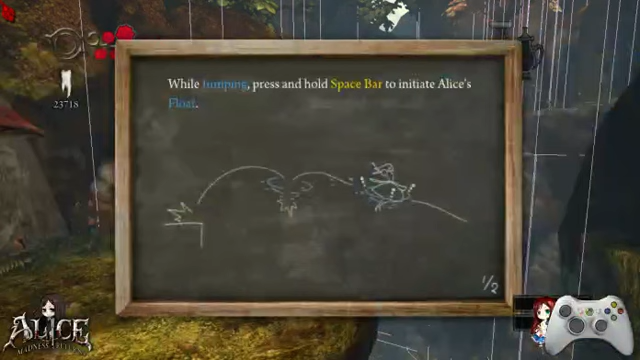 23718
While Jumping, press and hold Space Bar to initiate Alice's
Float.
1/2
ALICE
MADNESS RETURNS